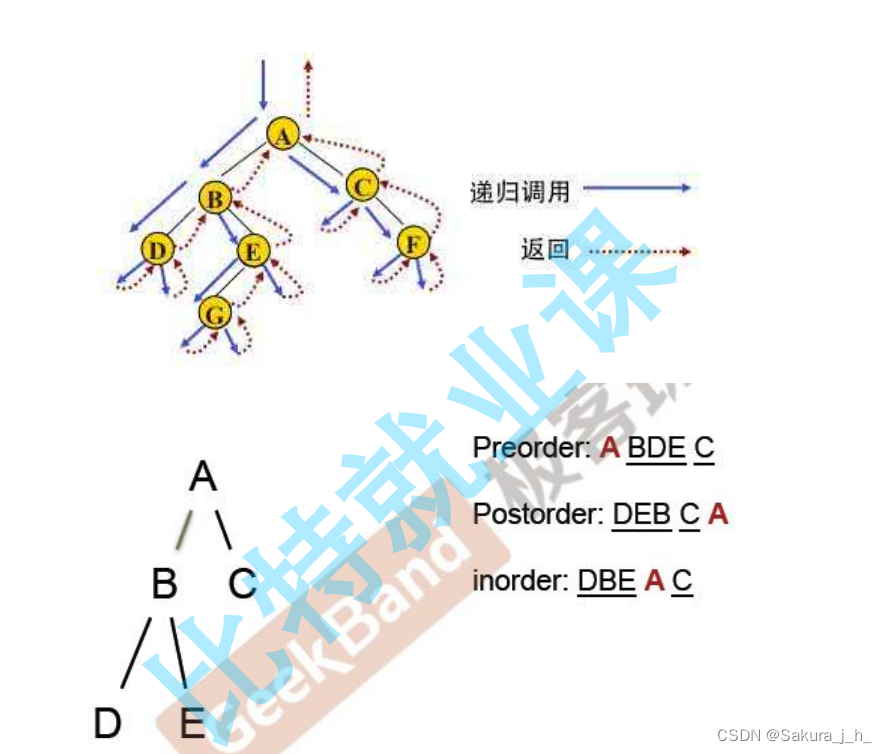 A
B
C
D
E
F
G
递归调用
返回
Preorder: A BDE C
Postorder: DEB C A
inorder: DBE A C
A
B C
D E
比特就业课
极客班
GeekBand
CSDN @Sakura_j_h_